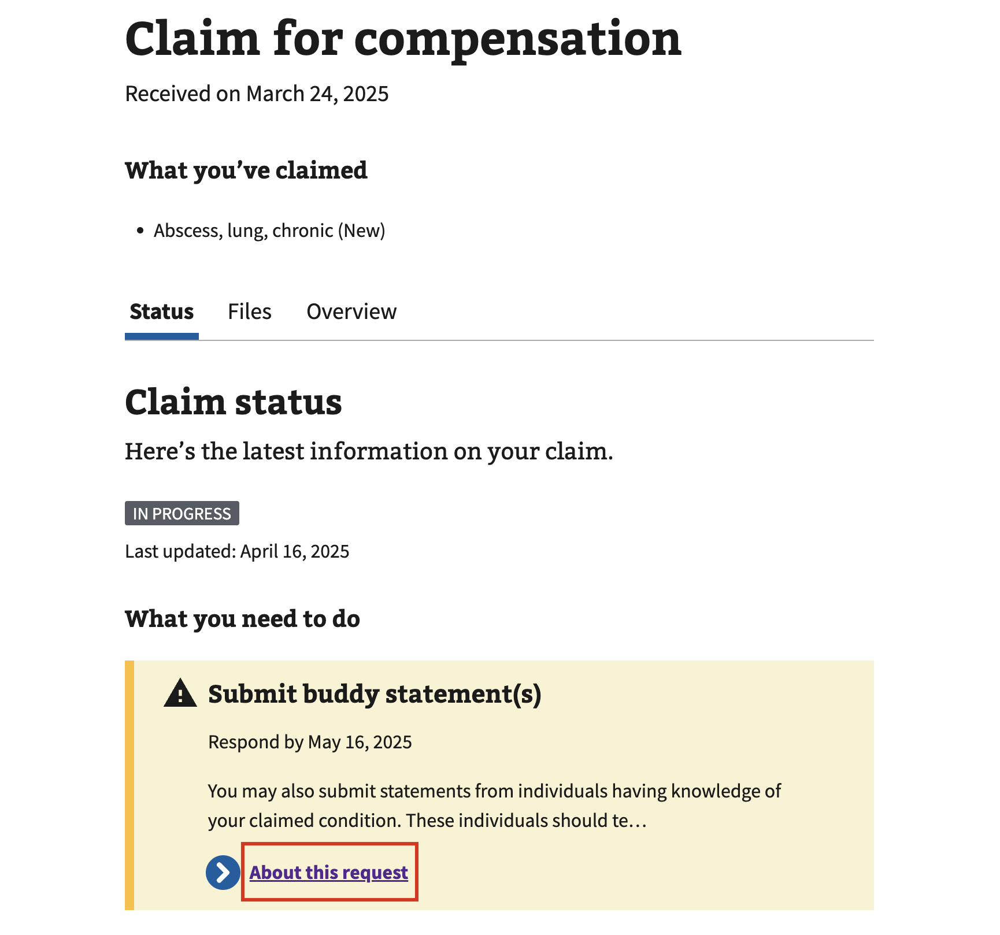 Claim for compensation
Received on March 24, 2025
What you’ve claimed
• Abscess, lung, chronic (New)
Status Files Overview
Claim status
Here’s the latest information on your claim.
IN PROGRESS
Last updated: April 16, 2025
What you need to do
Submit buddy statement(s)
Respond by May 16, 2025
You may also submit statements from individuals having knowledge of
your claimed condition. These individuals should te…
About this request